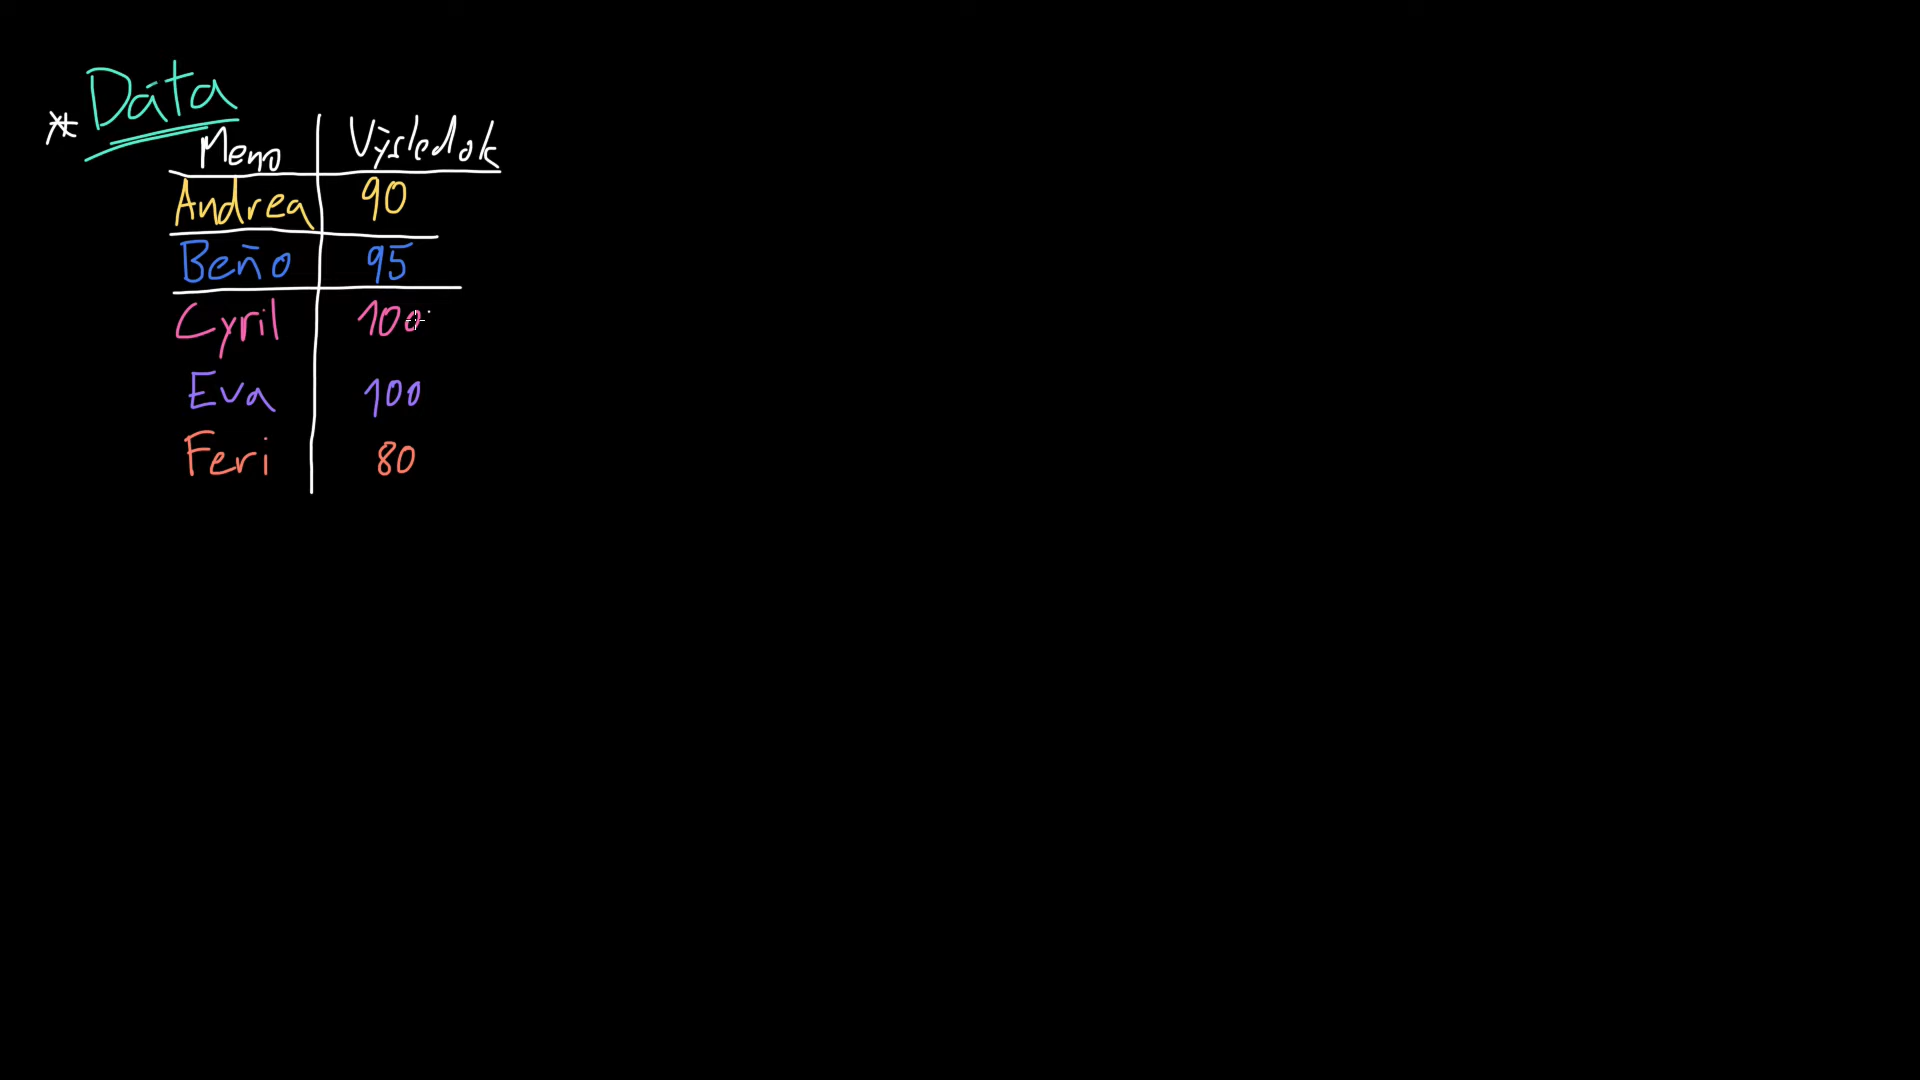 * Dáta
Meno Výsledok
Andrea 90
Beňo 95
Cyril 100
Eva 100
Feri 80